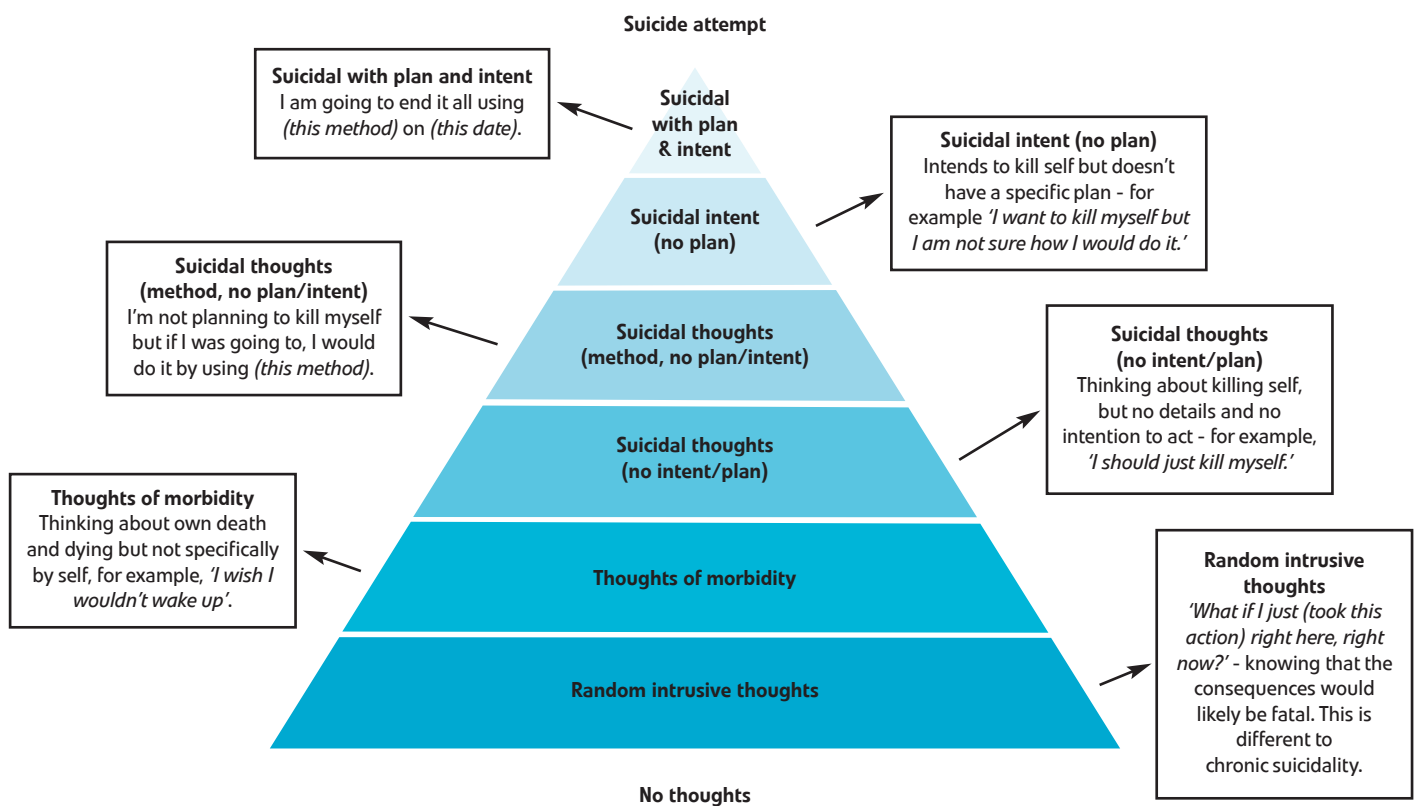 Suicide attempt
Suicidal with plan and intent
I am going to end it all using
(this method) on (this date).
Suicidal
with plan
& intent
Suicidal intent (no plan)
Intends to kill self but doesn’t
have a specific plan - for
example ‘I want to kill myself but
I am not sure how I would do it.’
Suicidal intent
(no plan)
Suicidal thoughts
(method, no plan/intent)
I’m not planning to kill myself
but if I was going to, I would
do it by using (this method).
Suicidal thoughts
(method, no plan/intent)
Suicidal thoughts
(no intent/plan)
Thinking about killing self,
but no details and no
intention to act - for example,
‘I should just kill myself.’
Suicidal thoughts
(no intent/plan)
Thoughts of morbidity
Thinking about own death
and dying but not specifically
by self, for example, ‘I wish I
wouldn’t wake up’.
Thoughts of morbidity
Random intrusive
thoughts
‘What if I just (took this
action) right here, right
now?’ - knowing that the
consequences would
likely be fatal. This is
different to
chronic suicidality.
Random intrusive thoughts
No thoughts